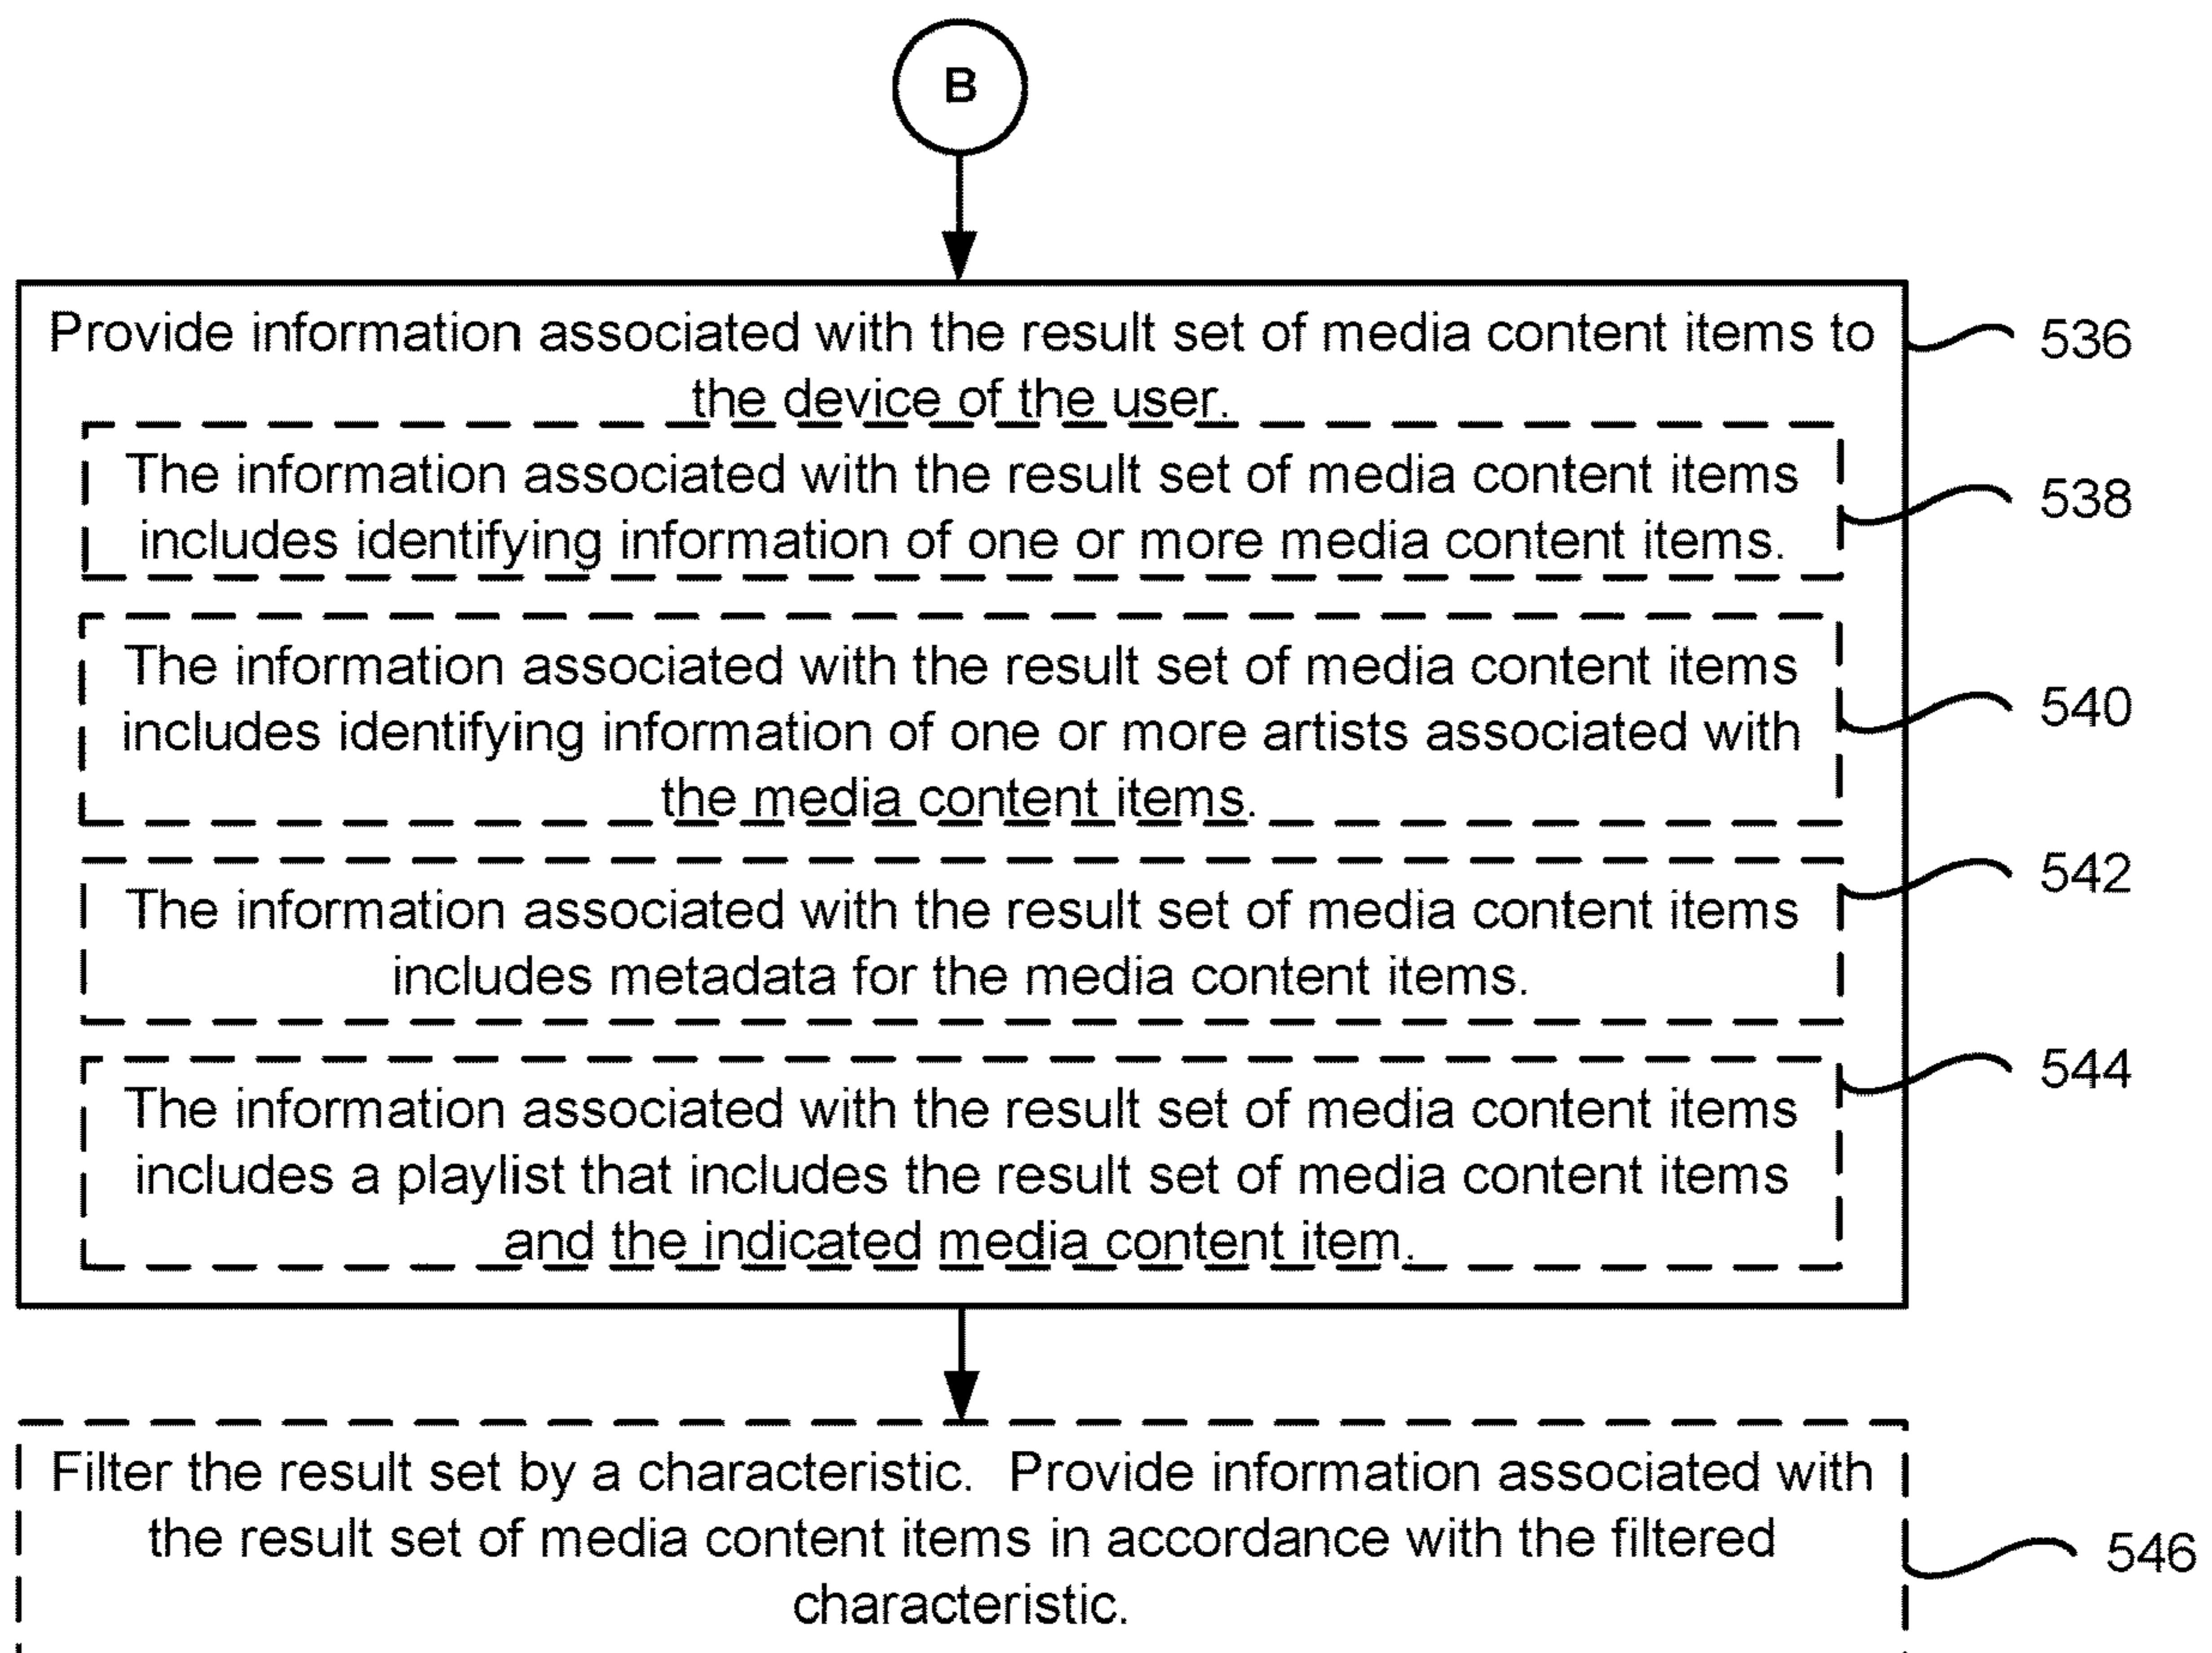 B
Provide information associated with the result set of media content items to
the device of the user.
536
The information associated with the result set of media content items
includes identifying information of one or more media content items.
538
The information associated with the result set of media content items
includes identifying information of one or more artists associated with
the media content items.
540
The information associated with the result set of media content items
includes metadata for the media content items.
542
The information associated with the result set of media content items
includes a playlist that includes the result set of media content items
and the indicated media content item.
544
Filter the result set by a characteristic.  Provide information associated with
the result set of media content items in accordance with the filtered
characteristic.
546